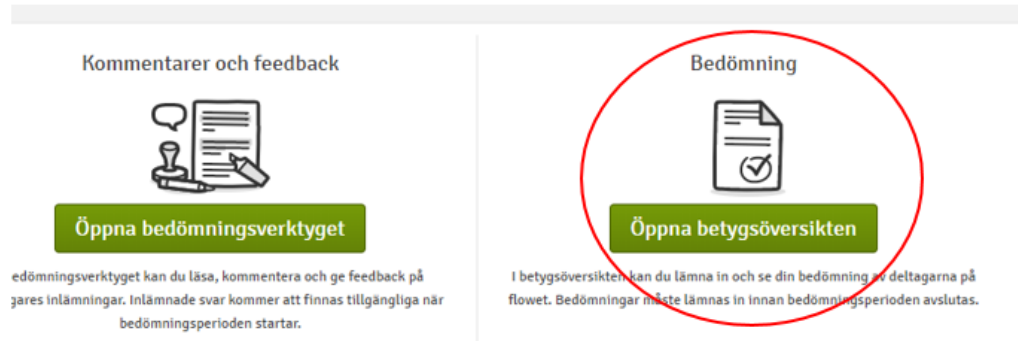 Kommentarer och feedback
Öppna bedömningsverktyget
edömningsverktyget kan du läsa, kommentera och ge feedback på
gares inlämningar. Inlämnade svar kommer att finnas tillgängliga när
bedömningsperioden startar.
Bedömning
Öppna betygsöversikten
I betygsöversikten kan du lämna in och se din bedömning av deltagarna på
flowet. Bedömningar måste lämnas in innan bedömningsperioden avslutas.